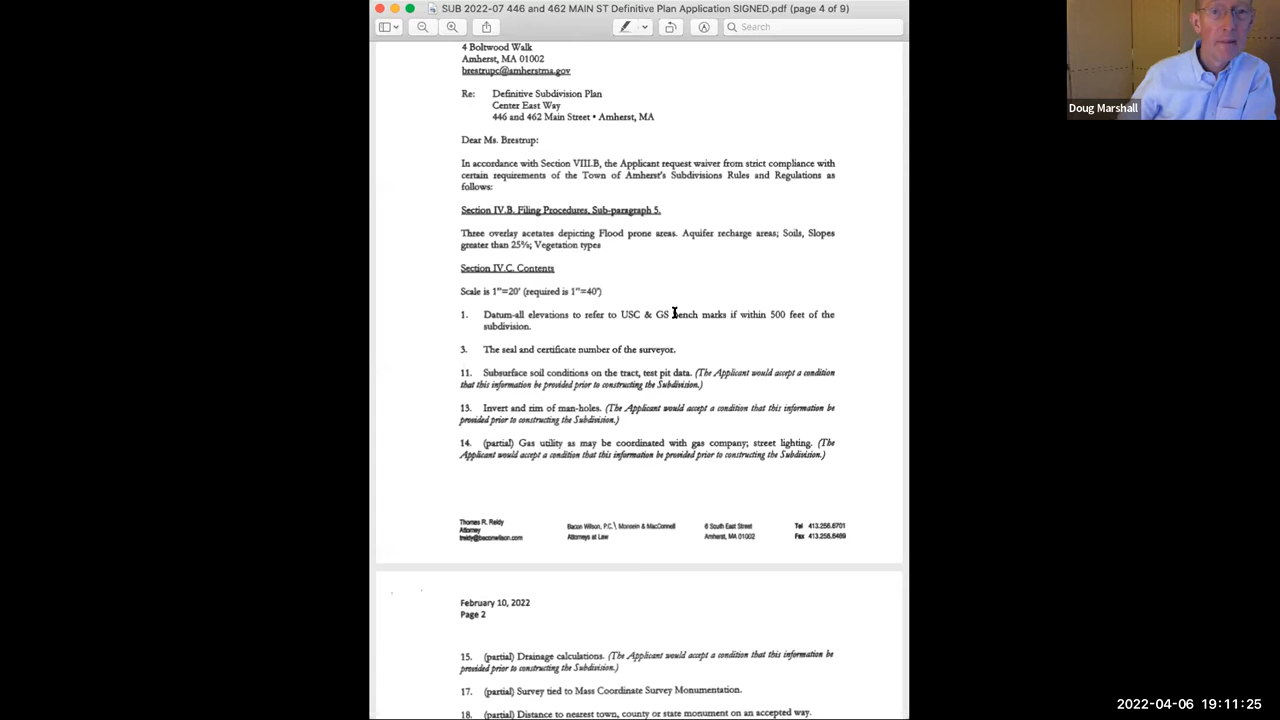 SUB 2022-07 446 and 462 MAIN ST Definitive Plan Application SIGNED.pdf (page 4 of 9)
Search
4 Boltwood Walk
Amherst, MA 01002
brestrupc@amherstma.gov
Re: Definitive Subdivision Plan
Center East Way
446 and 462 Main Street • Amherst, MA
Dear Ms. Brestrup:
In accordance with Section VIII.B, the Applicant request waiver from strict compliance with
certain requirements of the Town of Amherst's Subdivisions Rules and Regulations as
follows:
Section IV.B. Filing Procedures, Sub-paragraph 5.
Three overlay acetates depicting Flood prone areas. Aquifer recharge areas; Soils, Slopes
greater than 25%; Vegetation types
Section IV.C. Contents
Scale is 1"=20' (required is 1"=40')
1. Datum-all elevations to refer to USC & GS bench marks if within 500 feet of the
subdivision.
3. The seal and certificate number of the surveyor.
11. Subsurface soil conditions on the tract, test pit data. (The Applicant would accept a condition
that this information be provided prior to constructing the Subdivision.)
13. Invert and rim of man-holes. (The Applicant would accept a condition that this information be
provided prior to constructing the Subdivision.)
14. (partial) Gas utility as may be coordinated with gas company; street lighting. (The
Applicant would accept a condition that this information be provided prior to constructing the Subdivision.)
Thomas R. Reidy
Attorney
treidy@baconwilson.com
Bacon Wilson, P.C.\ Morsein & MacConnell
Attorneys at Law
6 South East Street
Amherst, MA 01002
Tel 413.256.6701
Fax 413.256.6469
February 10, 2022
Page 2
15. (partial) Drainage calculations. (The Applicant would accept a condition that this information be
provided prior to constructing the Subdivision.)
17. (partial) Survey tied to Mass Coordinate Survey Monumentation.
18. (partial) Distance to nearest town, county or state monument on an accepted way.
Doug Marshall
2022-04-06 19:11:25